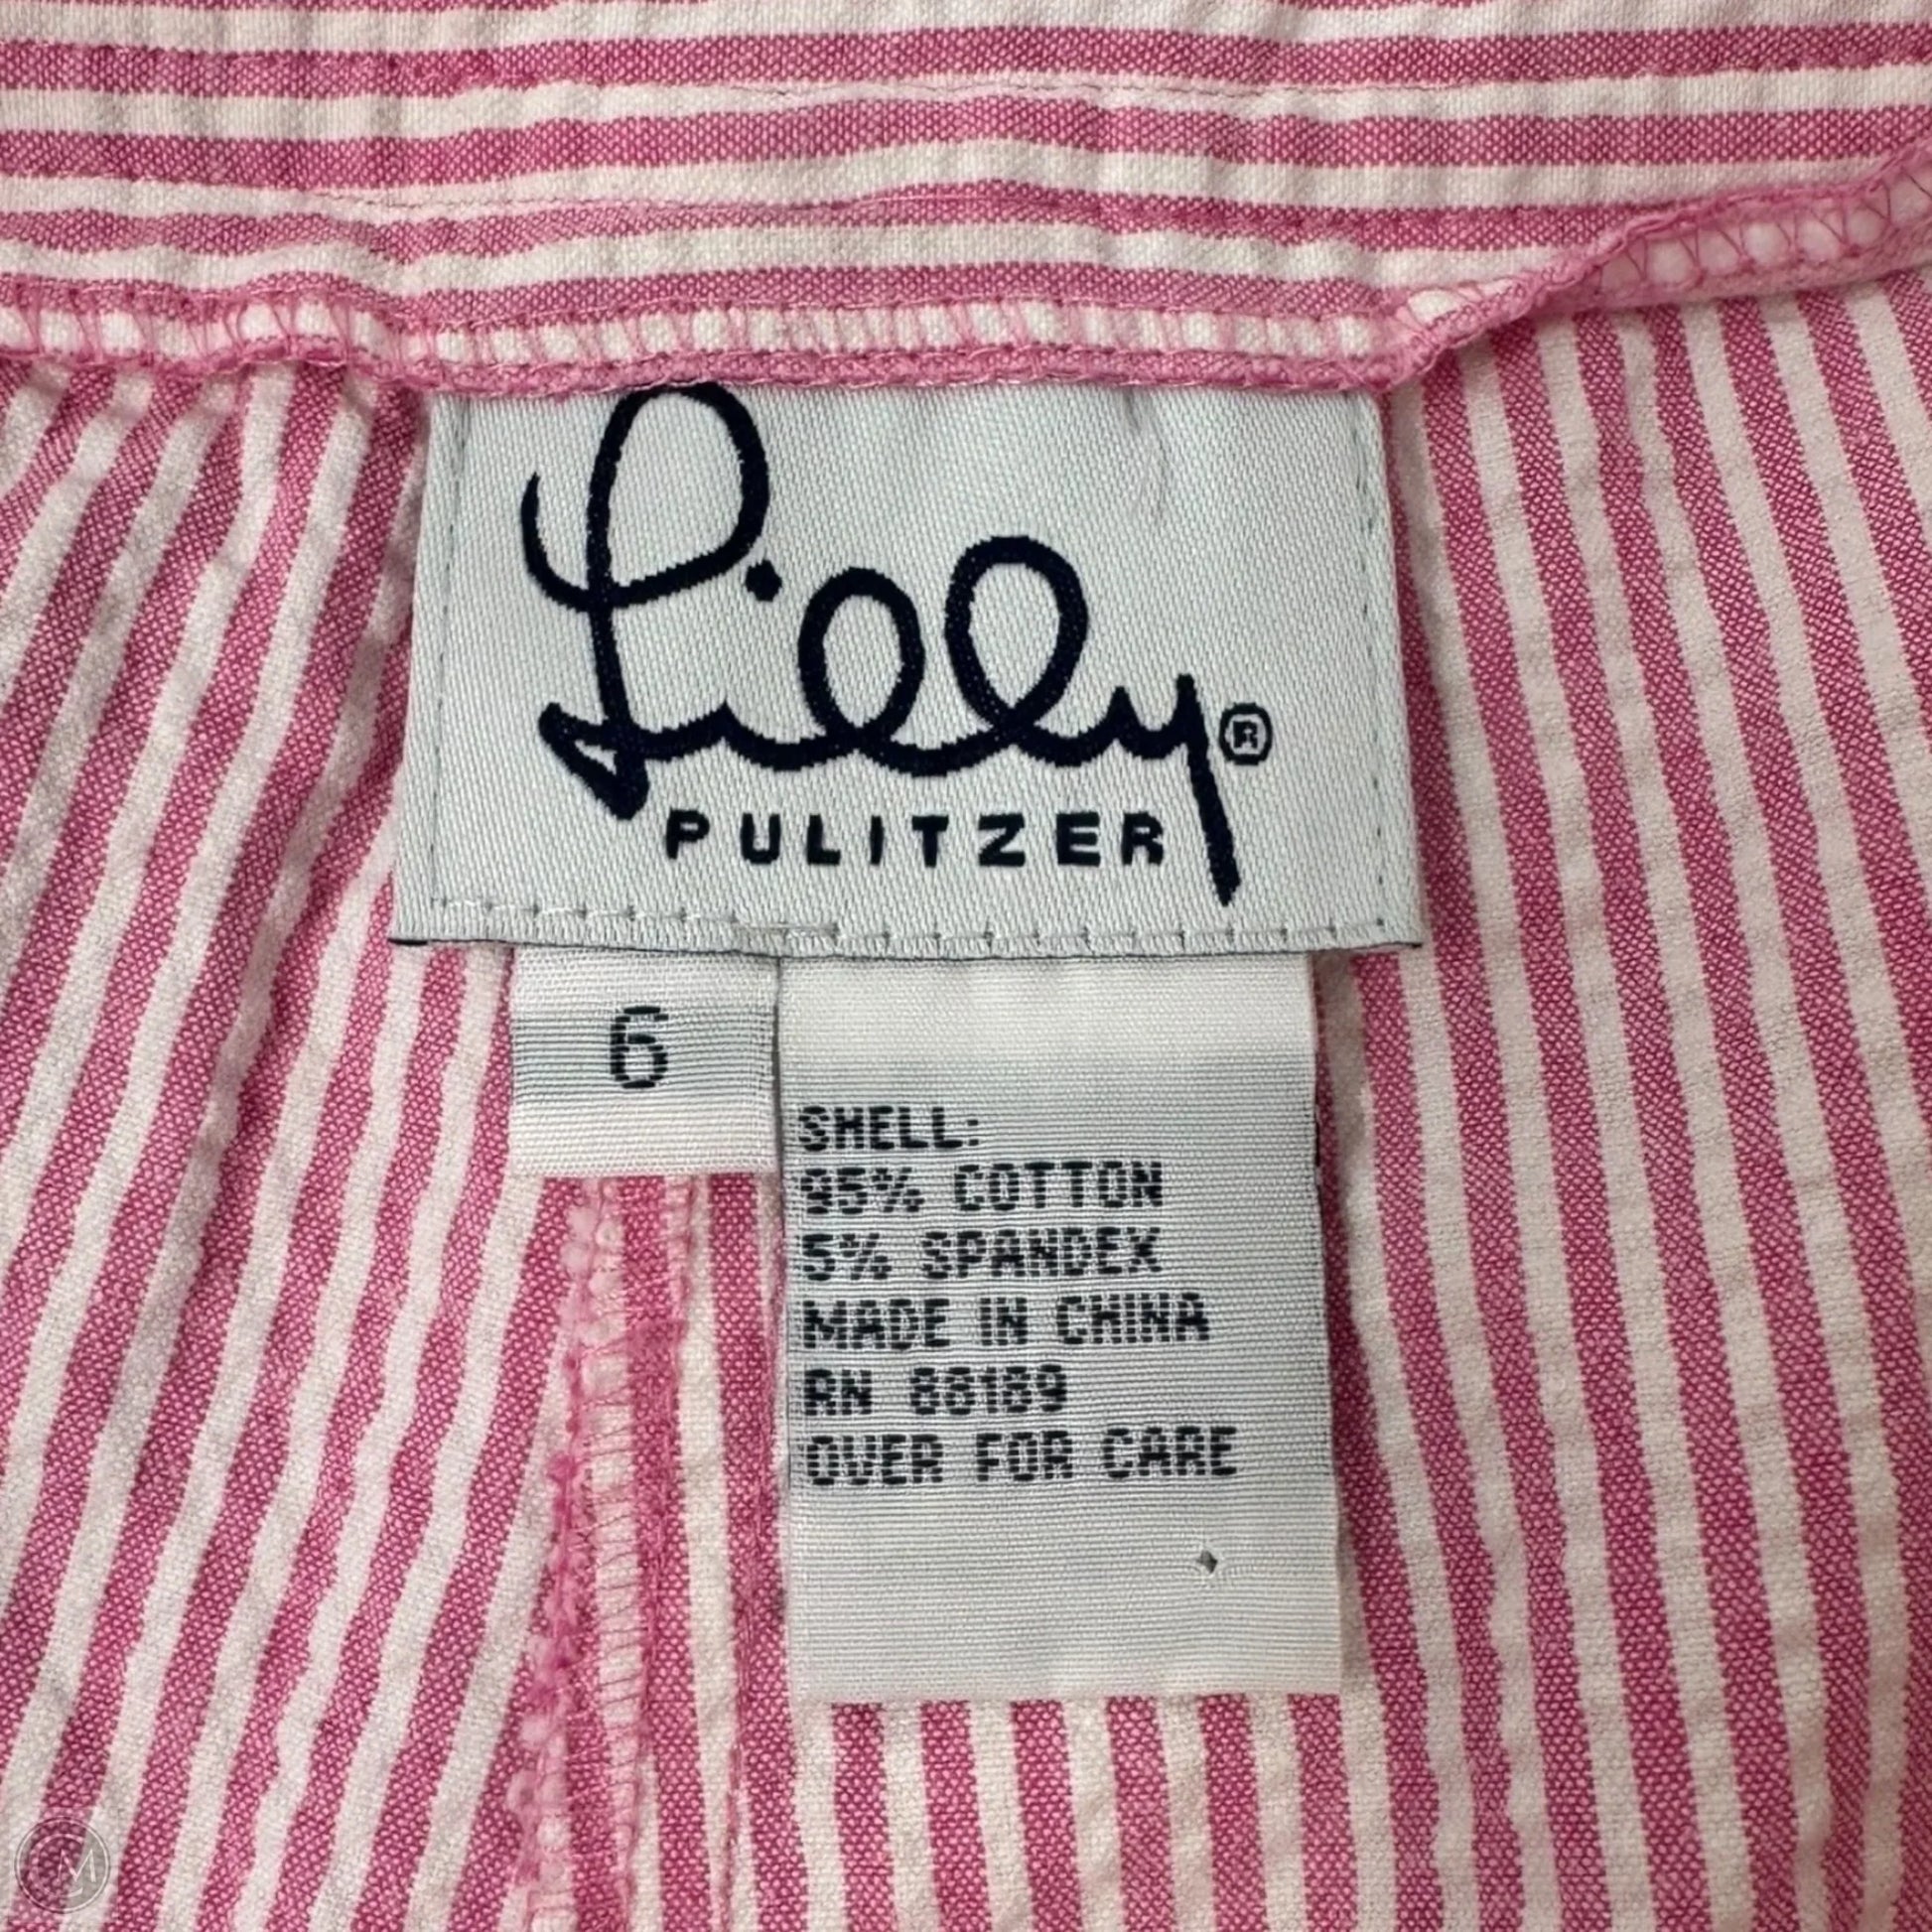 Lilly®
PULITZER
6
SHELL:
95% COTTON
5% SPANDEX
MADE IN CHINA
RN 88189
OVER FOR CARE